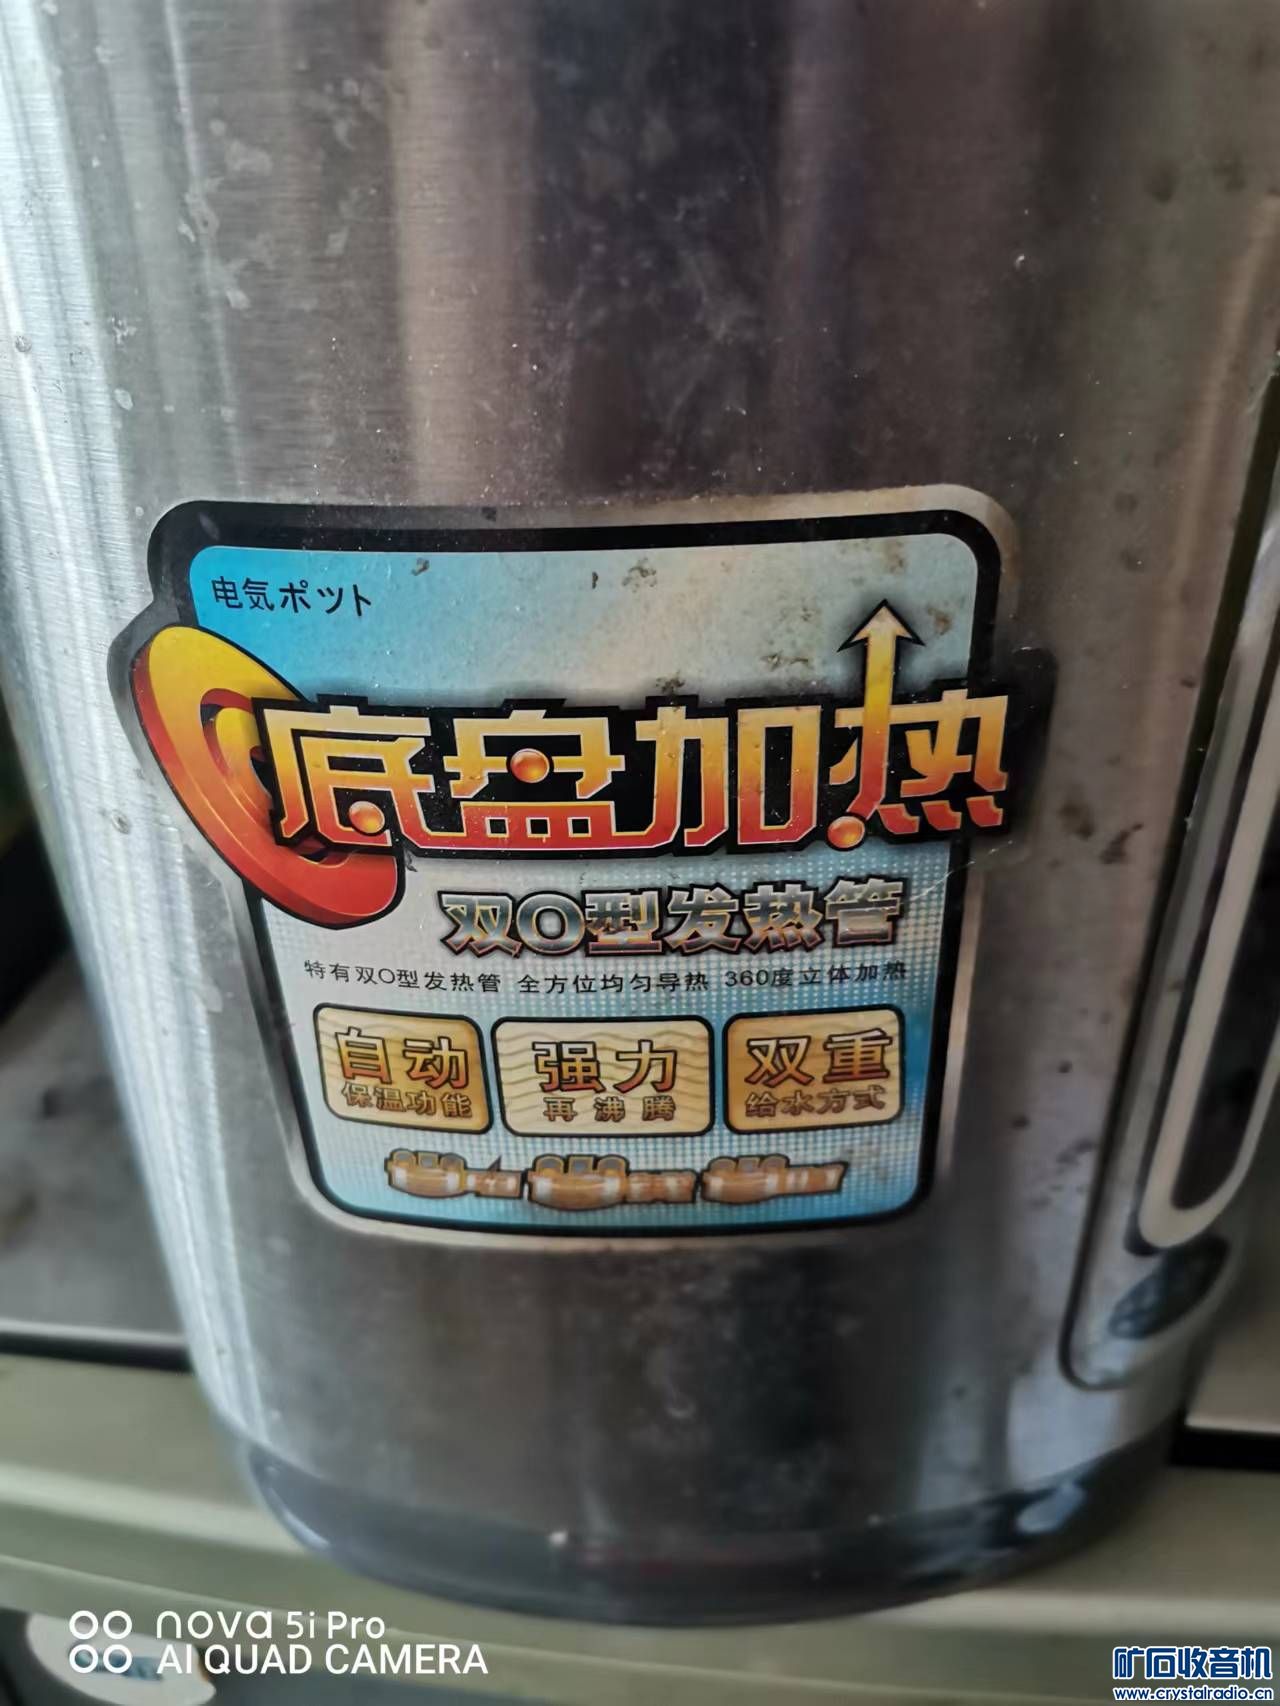 电气ポット
底盘加热
双O型发热管
特有双O型发热管 全方位均匀导热 360度立体加热
自动 强力 双重
保温功能 再沸腾 给水方式
nova 5i Pro
AI QUAD CAMERA
矿石收音机
www.crystalradio.cn